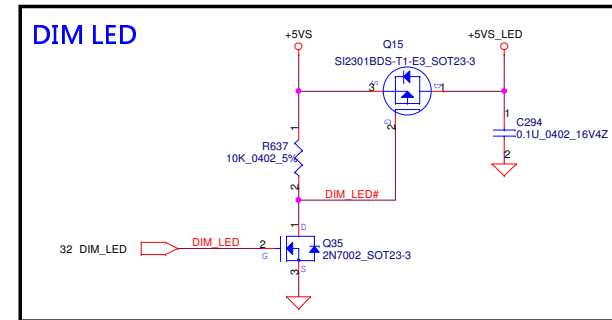 DIM LED
+5VS
Q15
+5VS_LED
SI2301BDS-T1-E3_SOT23-3
S
D
3
1
G
2
1
C294
0.1U_0402_16V4Z
2
1
R637
10K_0402_5%
2
DIM_LED#
1
D
32 DIM_LED
DIM_LED
2
G
Q35
2N7002_SOT23-3
3
S